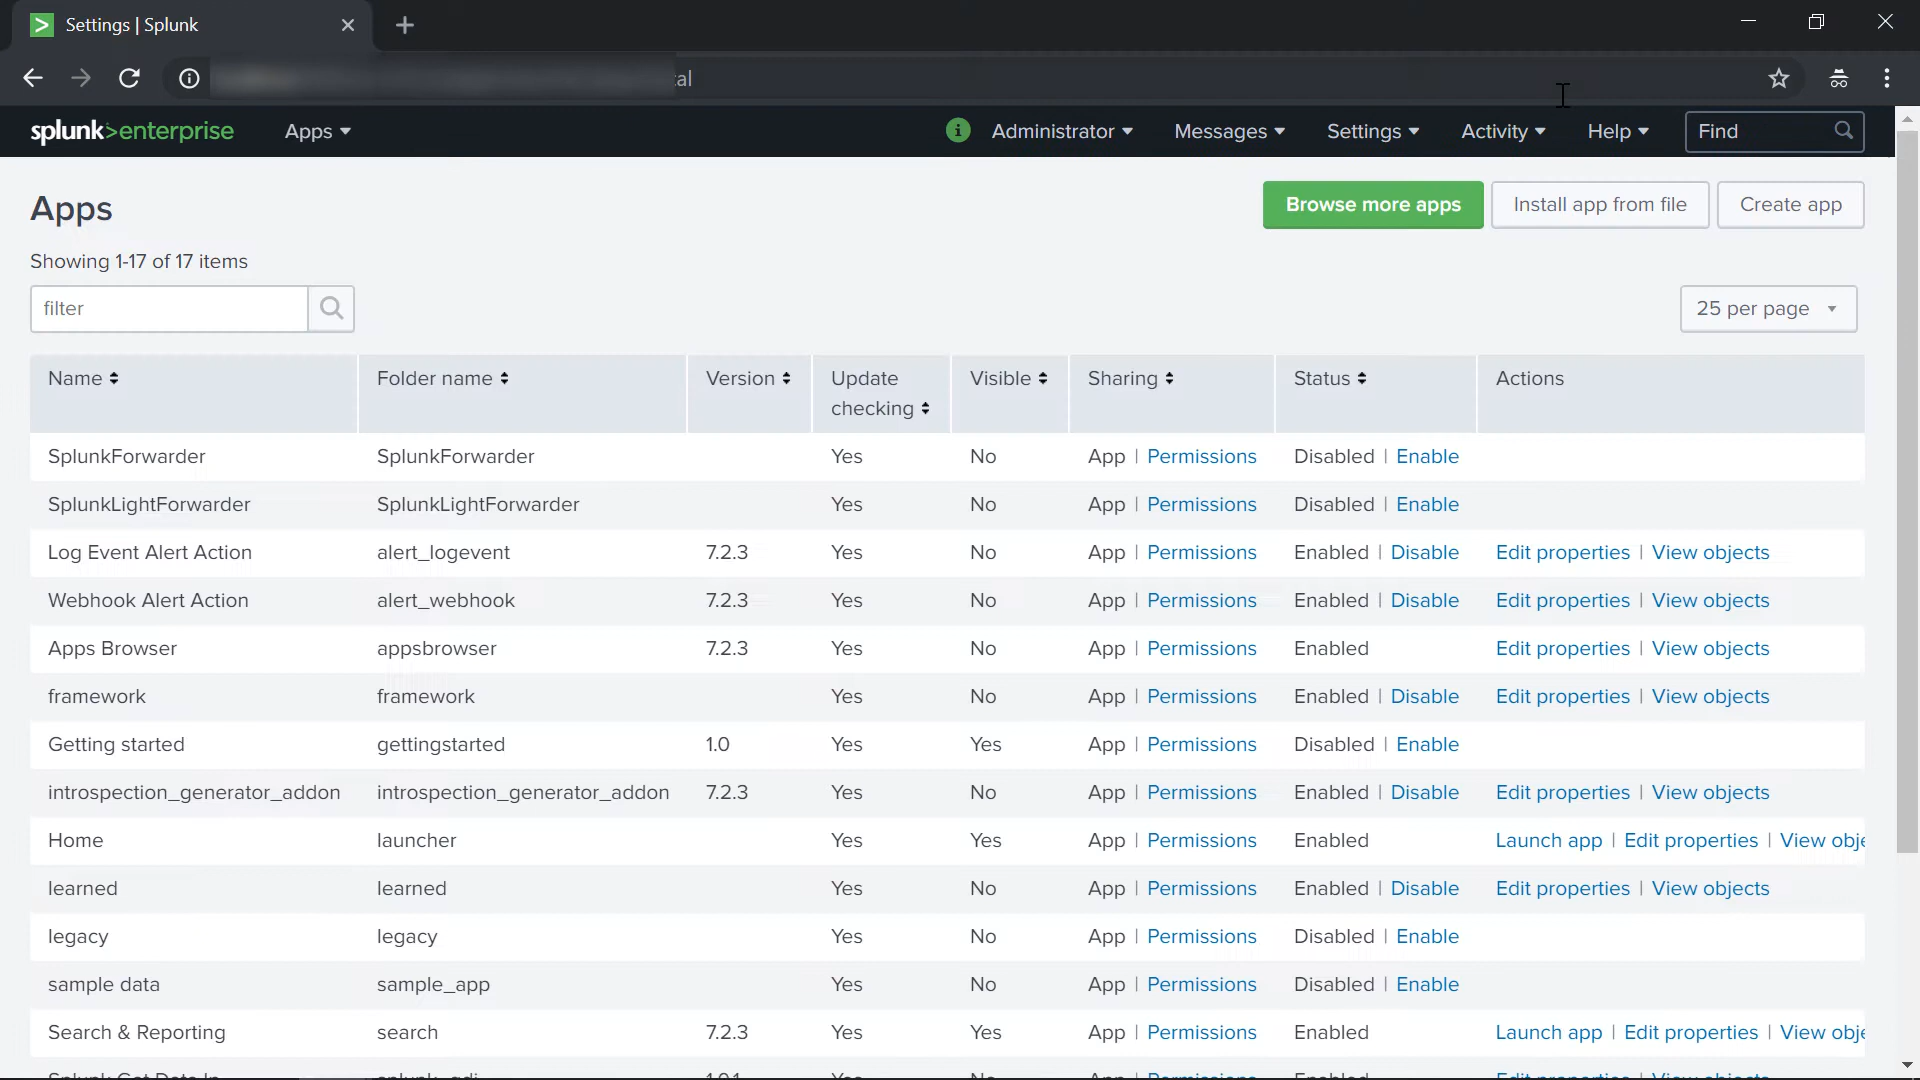 Settings | Splunk
al
splunk>enterprise Apps Administrator Messages Settings Activity Help Find
Apps Browse more apps Install app from file Create app
Showing 1-17 of 17 items
filter 25 per page
Name Folder name Version Update checking Visible Sharing Status Actions
SplunkForwarder SplunkForwarder Yes No App | Permissions Disabled | Enable
SplunkLightForwarder SplunkLightForwarder Yes No App | Permissions Disabled | Enable
Log Event Alert Action alert_logevent 7.2.3 Yes No App | Permissions Enabled | Disable Edit properties | View objects
Webhook Alert Action alert_webhook 7.2.3 Yes No App | Permissions Enabled | Disable Edit properties | View objects
Apps Browser appsbrowser 7.2.3 Yes No App | Permissions Enabled Edit properties | View objects
framework framework Yes No App | Permissions Enabled | Disable Edit properties | View objects
Getting started gettingstarted 1.0 Yes Yes App | Permissions Disabled | Enable
introspection_generator_addon introspection_generator_addon 7.2.3 Yes No App | Permissions Enabled | Disable Edit properties | View objects
Home launcher Yes Yes App | Permissions Enabled Launch app | Edit properties | View obje
learned learned Yes No App | Permissions Enabled | Disable Edit properties | View objects
legacy legacy Yes No App | Permissions Disabled | Enable
sample data sample_app Yes No App | Permissions Disabled | Enable
Search & Reporting search 7.2.3 Yes Yes App | Permissions Enabled Launch app | Edit properties | View obje